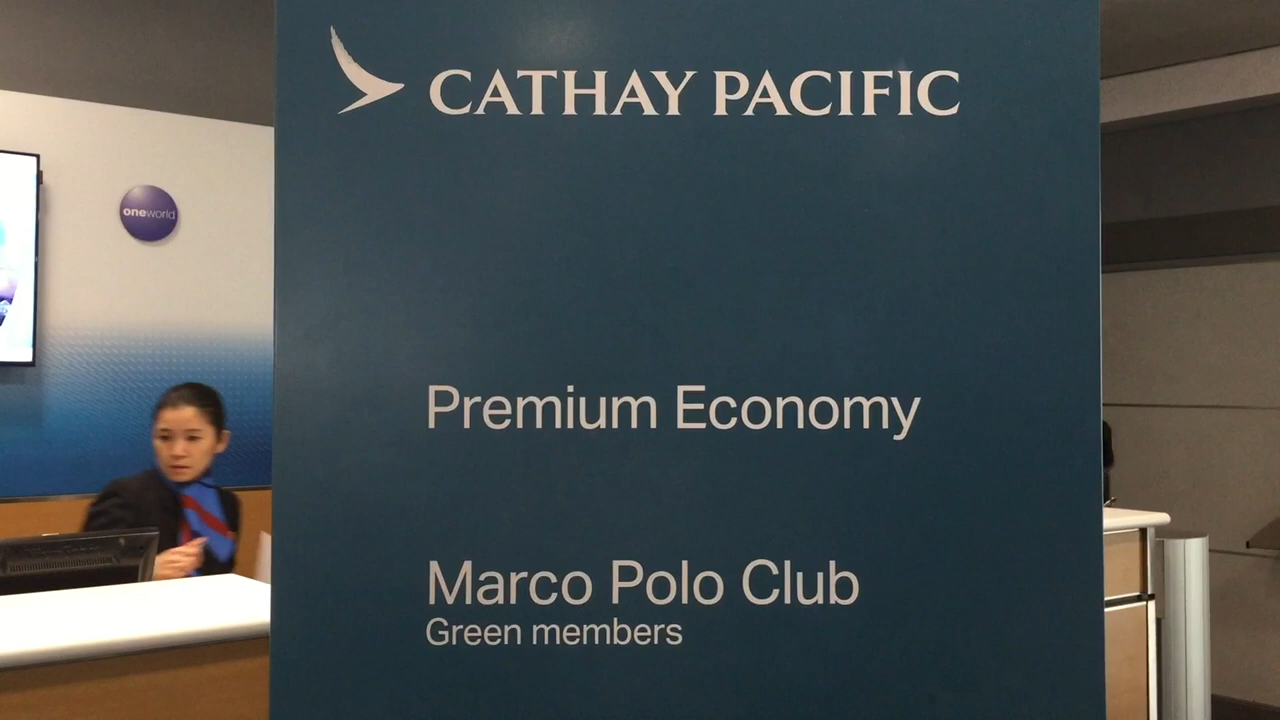 CATHAY PACIFIC
oneworld
Premium Economy
Marco Polo Club
Green members